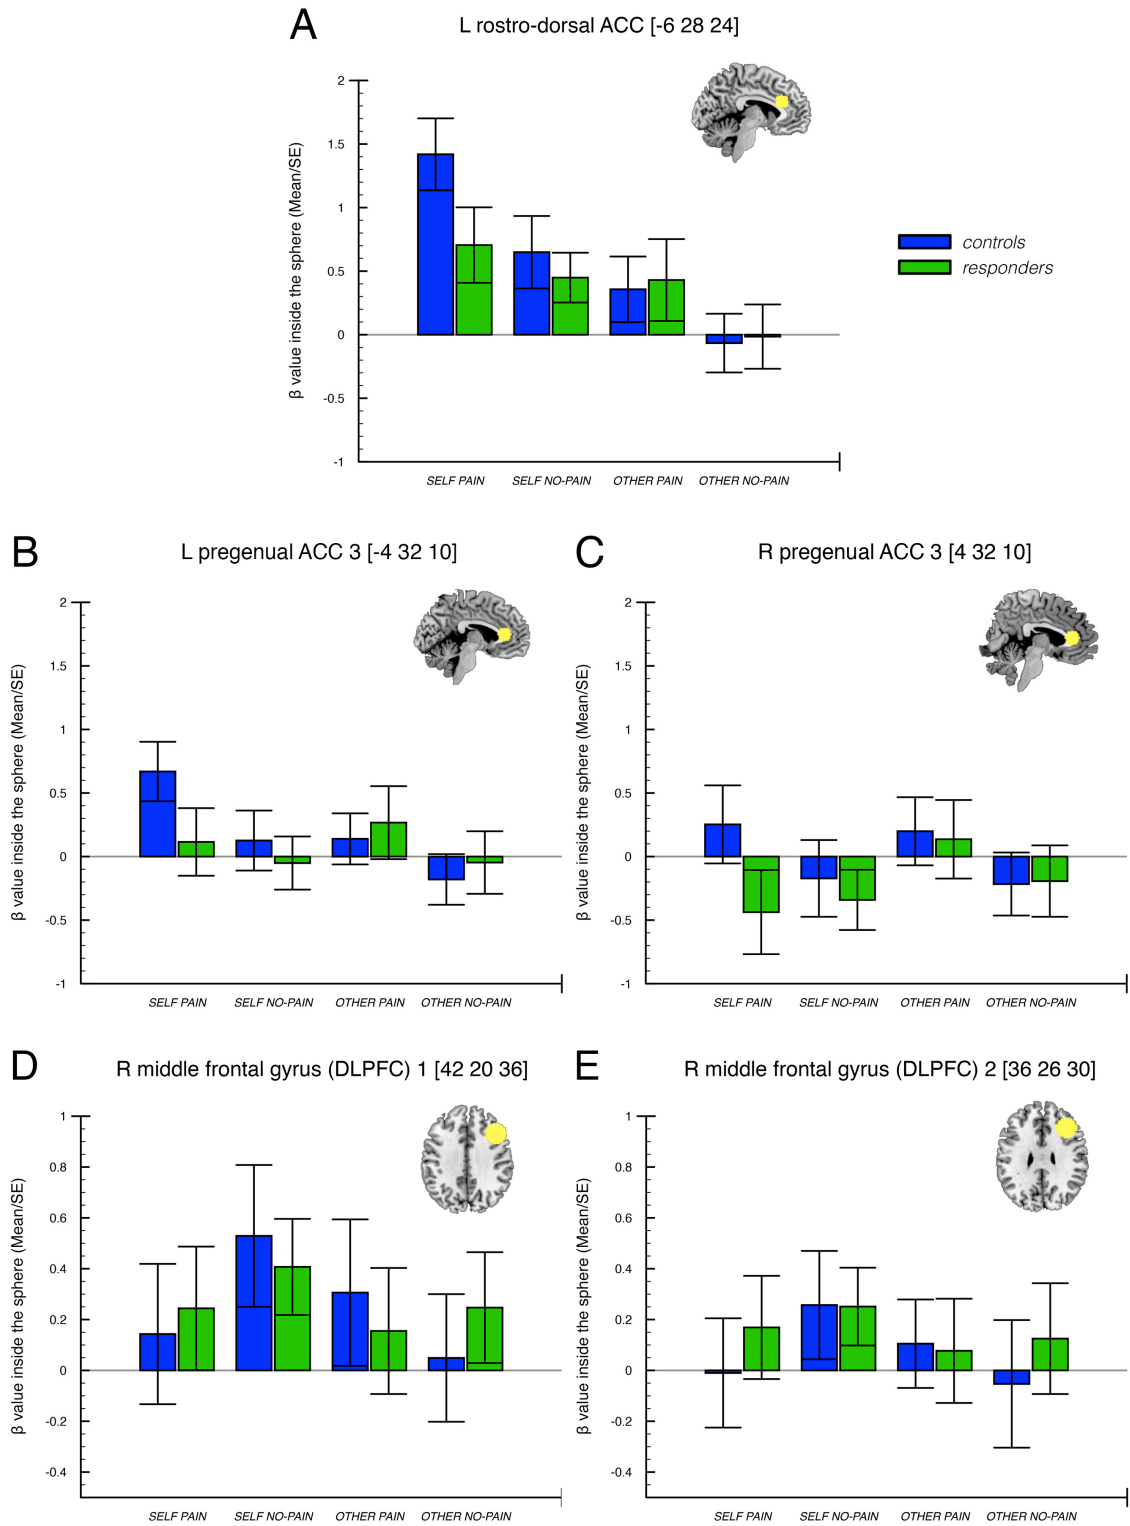 A
L rostro-dorsal ACC [-6 28 24]
β value inside the sphere (Mean/SE)
2
1.5
1
0.5
0
-0.5
-1
SELF PAIN SELF NO-PAIN OTHER PAIN OTHER NO-PAIN
controls
responders
B
L pregenual ACC 3 [-4 32 10]
β value inside the sphere (Mean/SE)
2
1.5
1
0.5
0
-0.5
-1
SELF PAIN SELF NO-PAIN OTHER PAIN OTHER NO-PAIN
C
R pregenual ACC 3 [4 32 10]
β value inside the sphere (Mean/SE)
2
1.5
1
0.5
0
-0.5
-1
SELF PAIN SELF NO-PAIN OTHER PAIN OTHER NO-PAIN
D
R middle frontal gyrus (DLPFC) 1 [42 20 36]
β value inside the sphere (Mean/SE)
1
0.8
0.6
0.4
0.2
0
-0.2
-0.4
SELF PAIN SELF NO-PAIN OTHER PAIN OTHER NO-PAIN
E
R middle frontal gyrus (DLPFC) 2 [36 26 30]
β value inside the sphere (Mean/SE)
1
0.8
0.6
0.4
0.2
0
-0.2
-0.4
SELF PAIN SELF NO-PAIN OTHER PAIN OTHER NO-PAIN